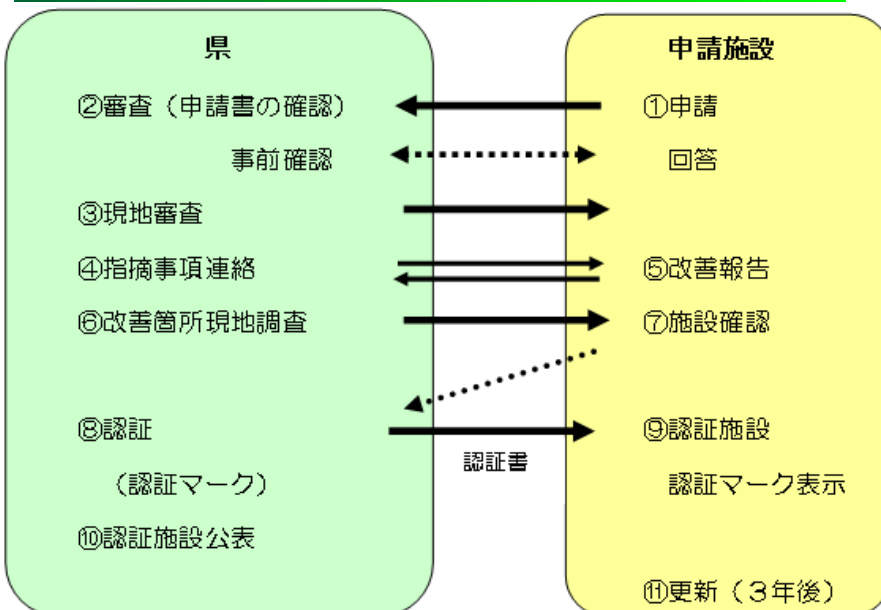 県
申請施設
②審査（申請書の確認）
①申請
事前確認
回答
③現地審査
④指摘事項連絡
⑤改善報告
⑥改善箇所現地調査
⑦施設確認
⑧認証
認証書
⑨認証施設
（認証マーク）
認証マーク表示
⑩認証施設公表
⑪更新（３年後）